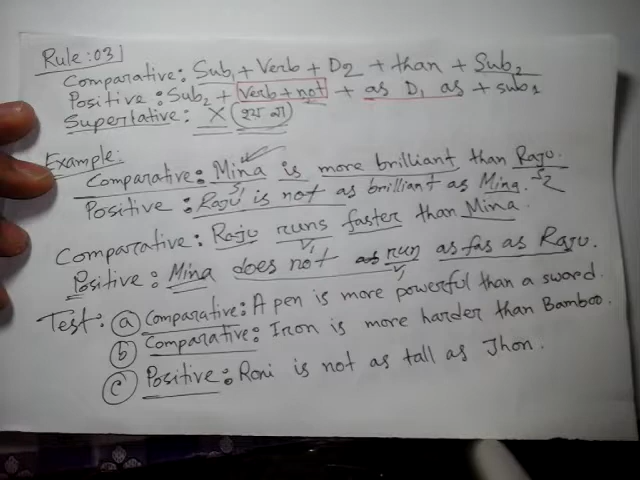 Rule:03
Comparative: Sub1 + Verb + D2 + than + Sub2
Positive: Sub2 + verb + not + as D1 as + sub1
Superlative: X (হয় না)
Example:
Comparative: Mina is more brilliant than Raju.
Positive: Raju is not as brilliant as Mina.
Comparative: Raju runs faster than Mina.
Positive: Mina does not as run as fas as Raju.
Test: (a) Comparative: A pen is more powerful than a sword.
(b) Comparative: Iron is more harder than Bamboo.
(c) Positive: Roni is not as tall as Jhon.